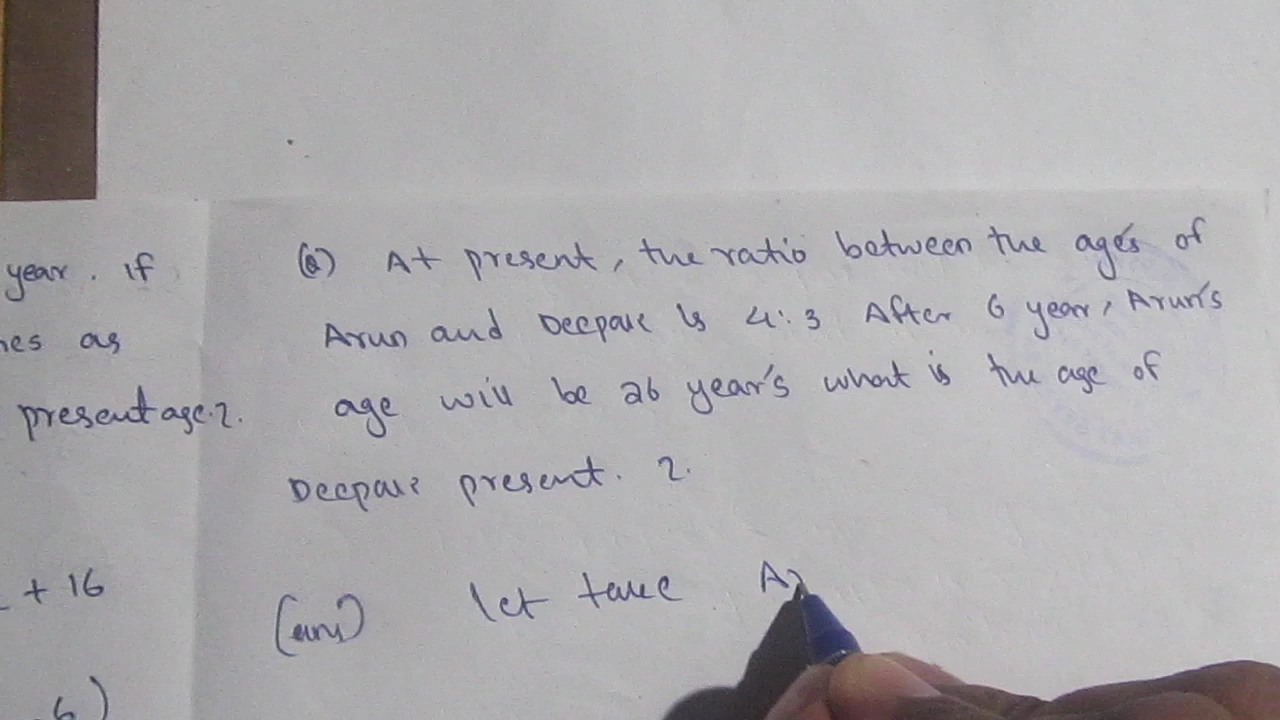 year. If
nes as
present age.?.
+ 16
6)
(Q) At present, the ratio between the ages of
Arun and Deepak is 4:3 After 6 year, Arun's
age will be 26 year's what is the age of
Deepak present. ?.
(ans) let take A